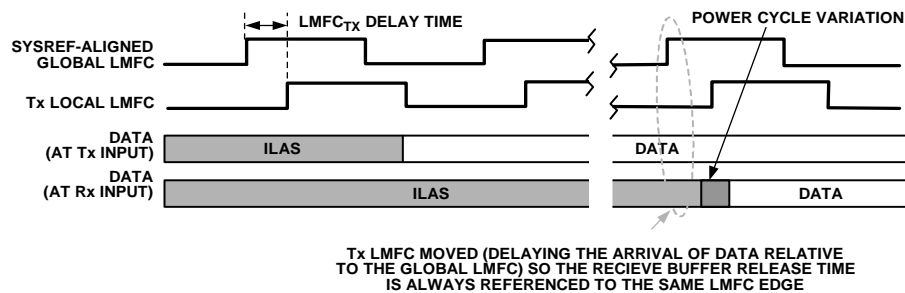 LMFCTX DELAY TIME
POWER CYCLE VARIATION
SYSREF-ALIGNED
GLOBAL LMFC
Tx LOCAL LMFC
DATA
(AT Tx INPUT)
ILAS
DATA
DATA
(AT Rx INPUT)
ILAS
DATA
Tx LMFC MOVED (DELAYING THE ARRIVAL OF DATA RELATIVE
TO THE GLOBAL LMFC) SO THE RECIEVE BUFFER RELEASE TIME
IS ALWAYS REFERENCED TO THE SAME LMFC EDGE